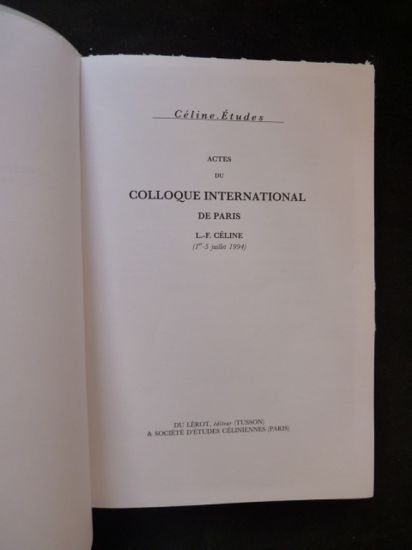 Céline.Études
ACTES
DU
COLLOQUE INTERNATIONAL
DE PARIS
L.-F. CÉLINE
(1er-5 juillet 1994)
DU LÉROT, éditeur (TUSSON)
& SOCIÉTÉ D'ÉTUDES CÉLINIENNES (PARIS)